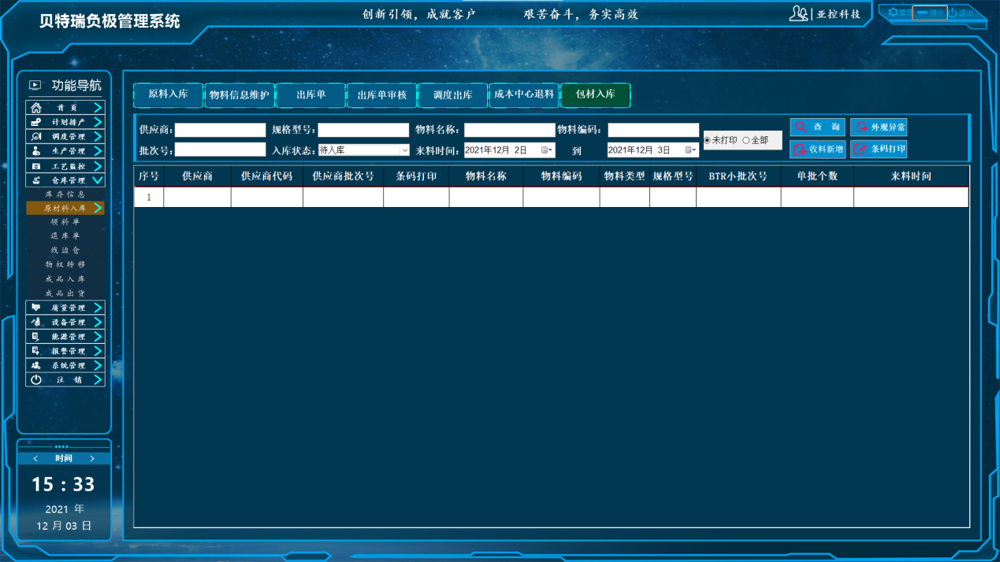 贝特瑞负极管理系统
创新引领，成就客户 艰苦奋斗，务实高效
亚控科技
管理 缩小 退出
功能导航
首 页
计划排产
调度管理
生产管理
工艺监控
仓库管理
库存信息
原材料入库
领料单
退库单
线边仓
物权转移
成品入库
成品出货
质量管理
设备管理
能源管理
报警管理
系统管理
注 销
< 时间 >
15 : 33
2021 年
12 月 03 日
原料入库 物料信息维护 出库单 出库单审核 调度出库 成本中心退料 包材入库
供应商: 规格型号: 物料名称: 物料编码: 查 询 外观异常
批次号: 入库状态: 待入库 来料时间: 2021年12月 2日 到 2021年12月 3日 未打印 全部 收料新增 条码打印
序号 供应商 供应商代码 供应商批次号 条码打印 物料名称 物料编码 物料类型 规格型号 BTR小批次号 单批个数 来料时间
1